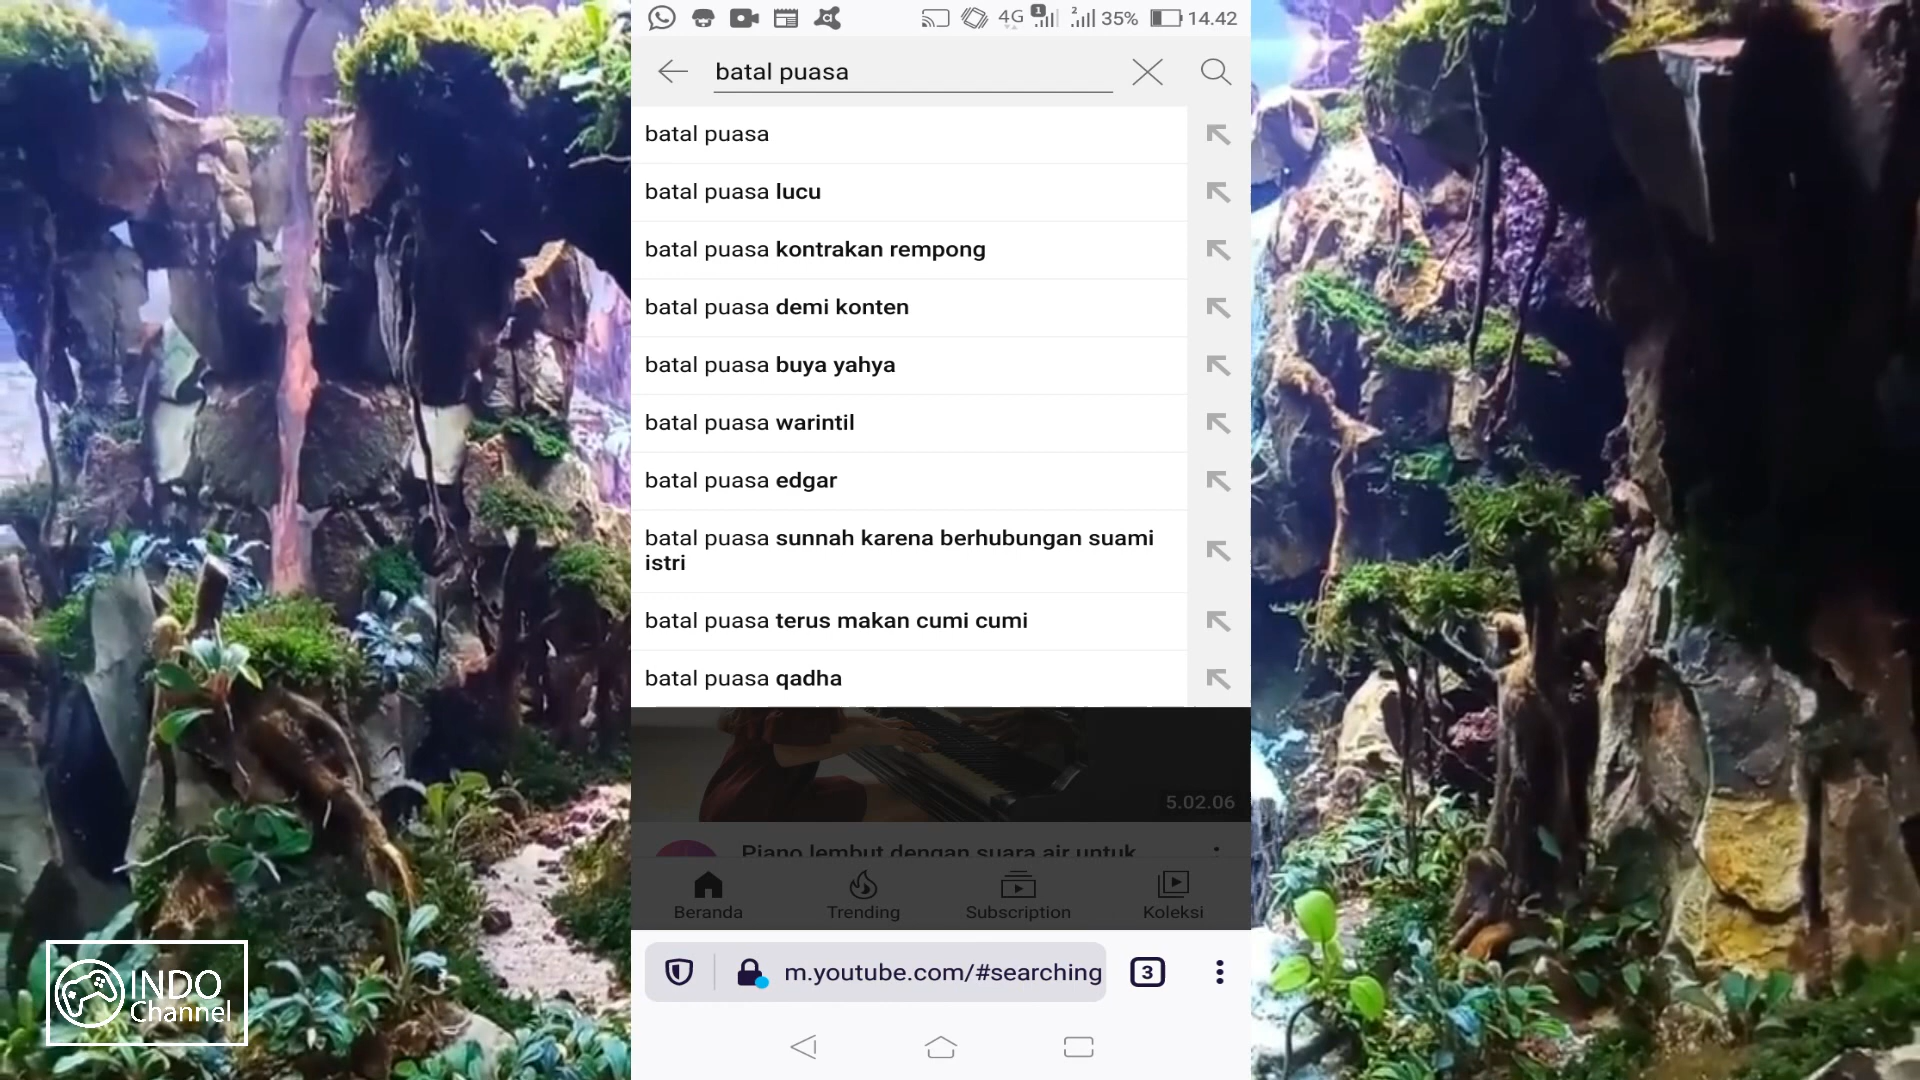 4G 1 2 35% 14.42
batal puasa
batal puasa
batal puasa lucu
batal puasa kontrakan rempong
batal puasa demi konten
batal puasa buya yahya
batal puasa warintil
batal puasa edgar
batal puasa sunnah karena berhubungan suami
istri
batal puasa terus makan cumi cumi
batal puasa qadha
5.02.06
Piano lembut dengan suara air untuk
Beranda Trending Subscription Koleksi
m.youtube.com/#searching 3
INDO
Channel